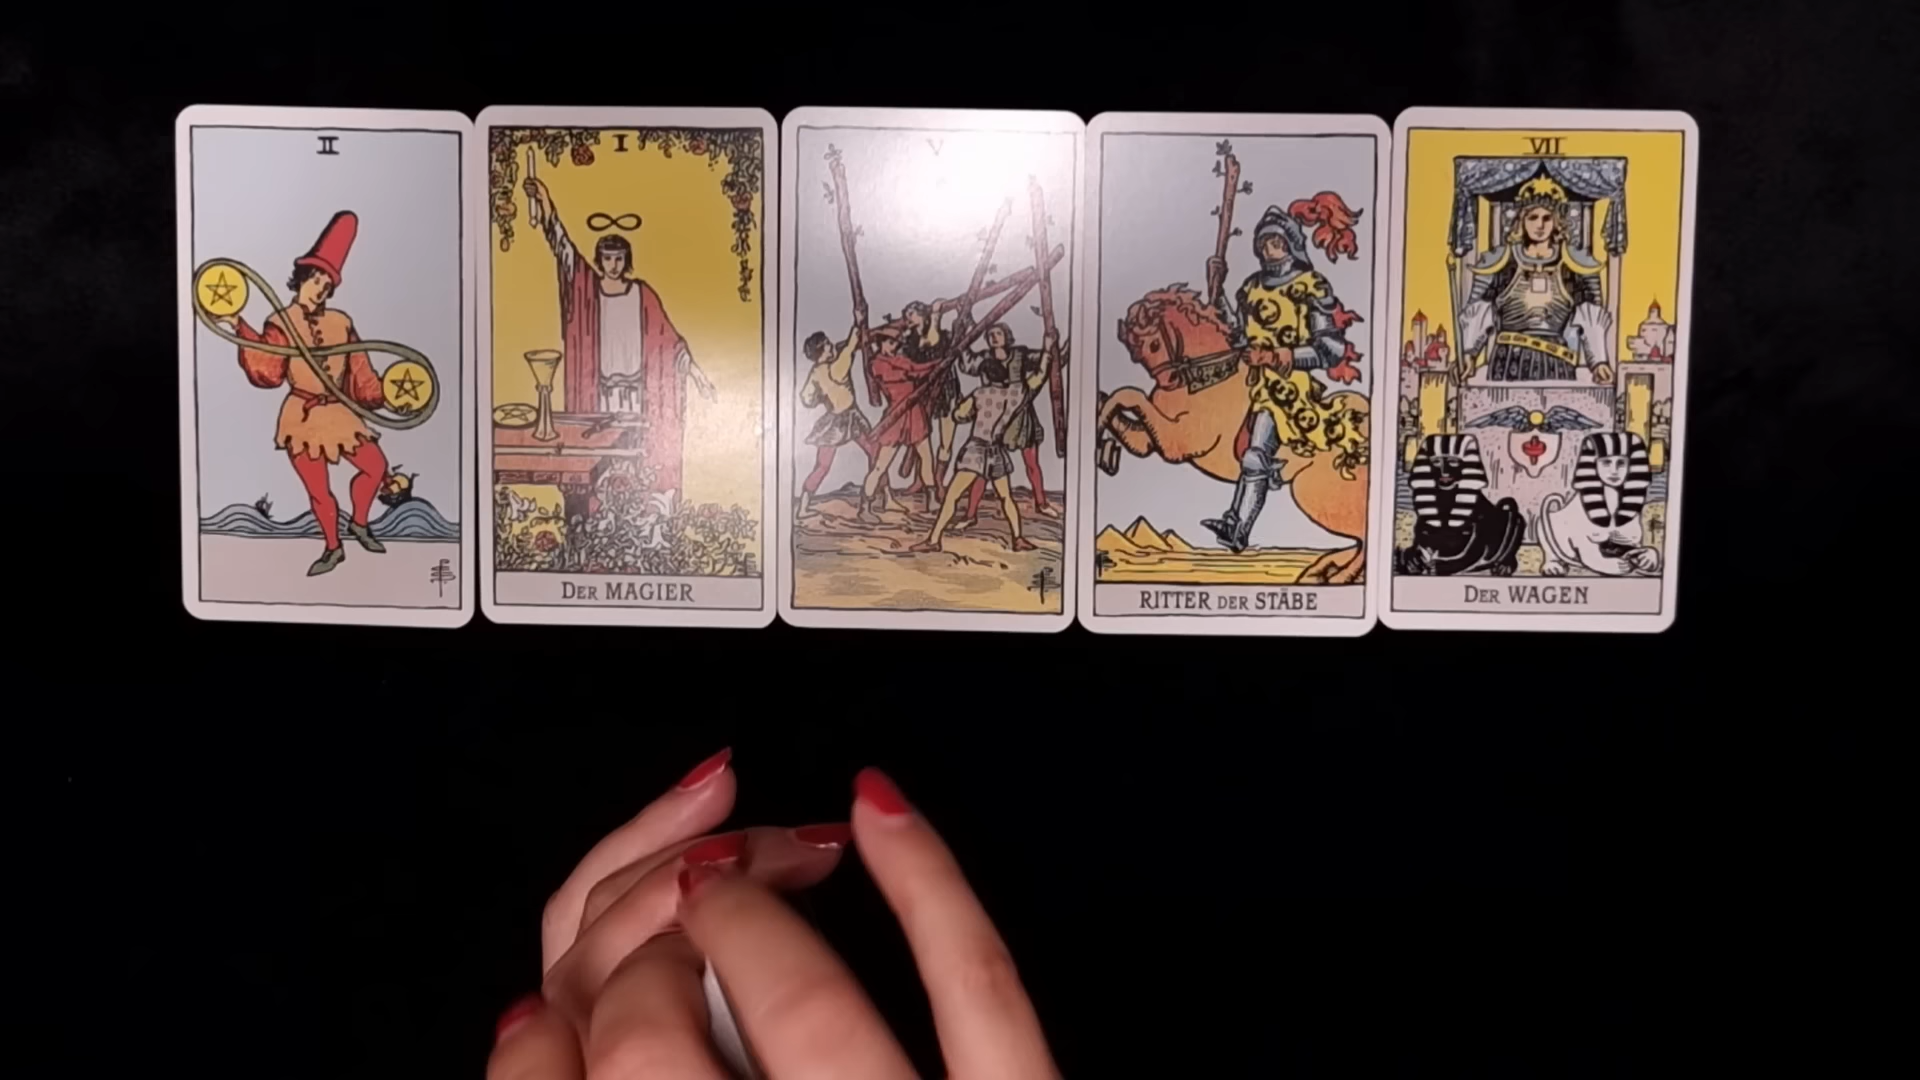 II
I
DER MAGIER
V
RITTER DER STÄBE
VII
DER WAGEN